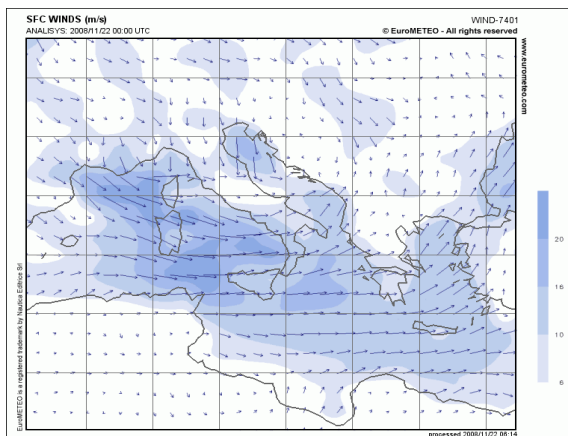 SFC WINDS (m/s)
WIND-7401
ANALISYS: 2008/11/22 00:00 UTC
© EuroMETEO - All rights reserved
www.eurometeo.com
20
16
10
6
EuroMETEO is a registered trademark by Nautica Editrice Srl
processed 2008/11/22 06:14